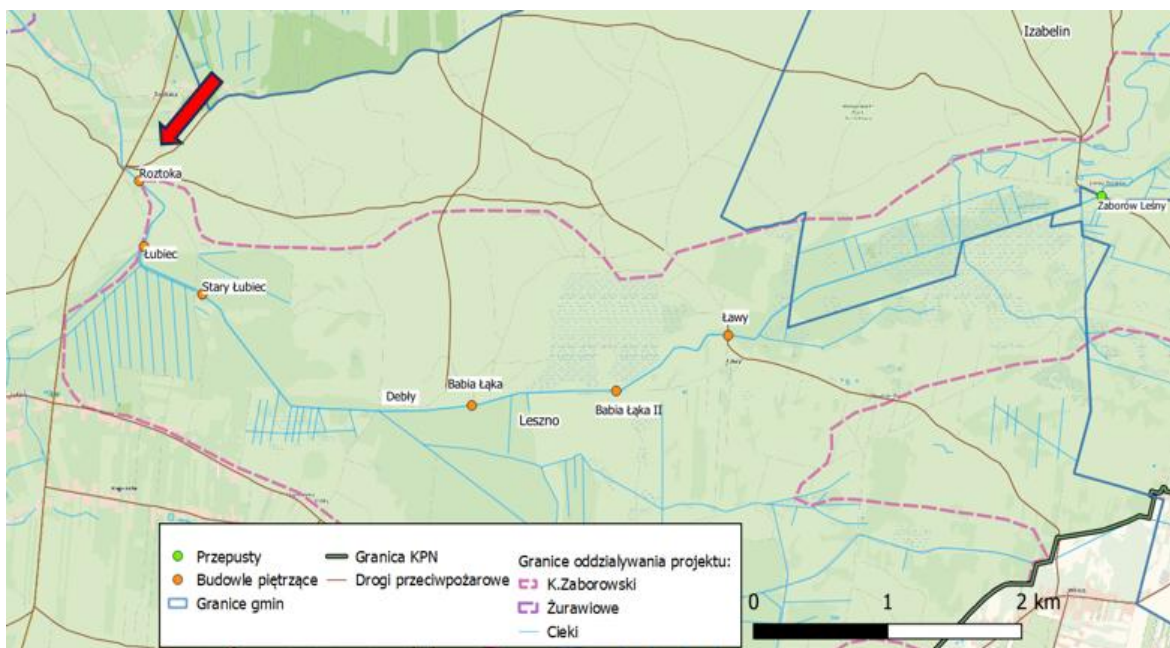 Izabelin
Roztoka
Zaborów Leśny
Łubiec
Stary Łubiec
Ławy
Babia Łąka
Debły
Babia Łąka II
Leszno
Przepusty
Budowle piętrzące
Granice gmin
Granica KPN
Drogi przeciwpożarowe
Granice oddziaływania projektu:
K.Zaborowski
Żurawiowe
Cieki
0 1 2 km